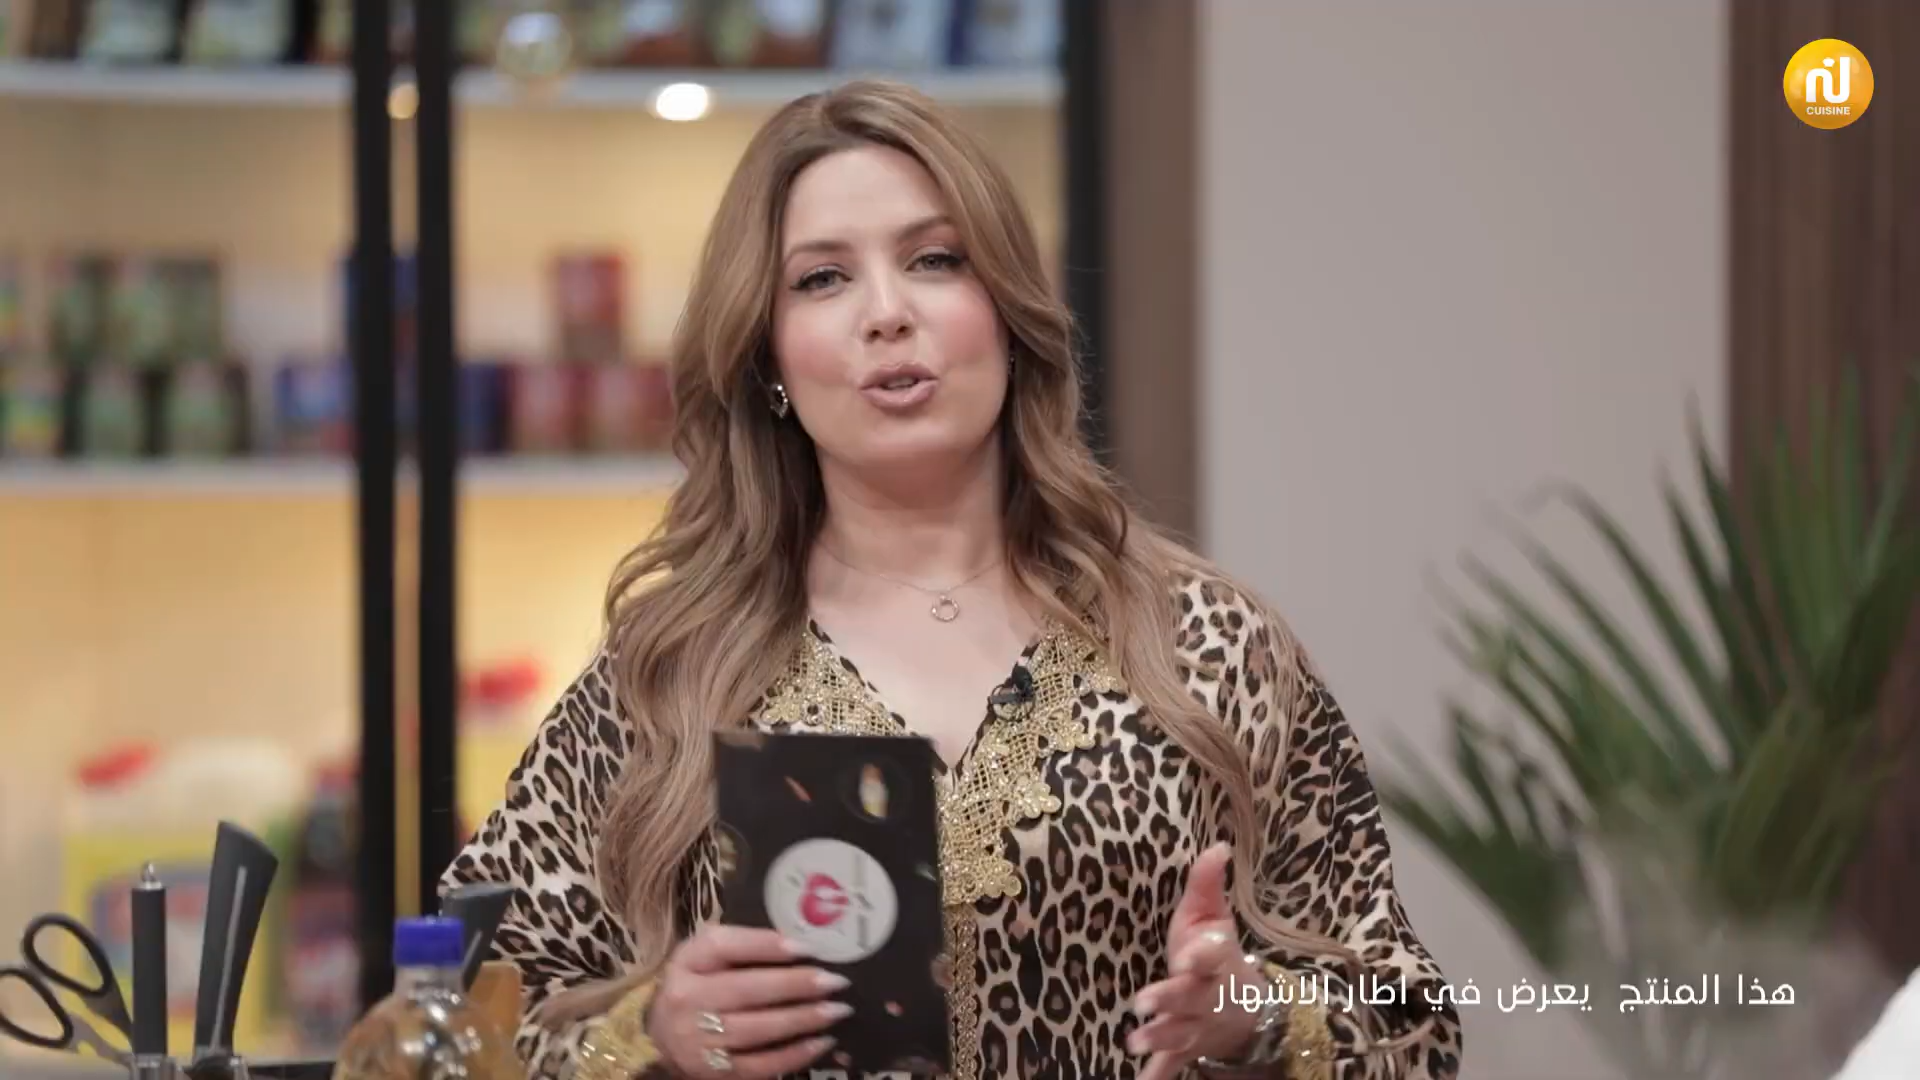 CUISINE
هذا المنتج يعرض في اطار الاشهار